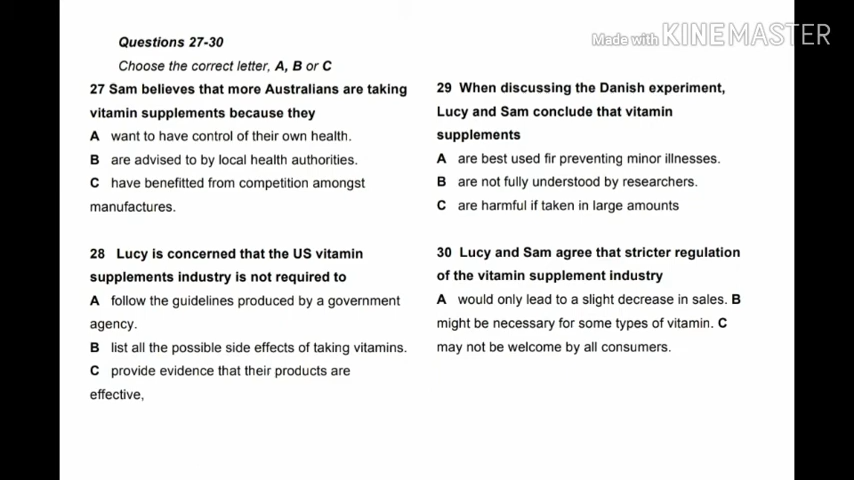 Made with KINEMASTER
Questions 27-30
Choose the correct letter, A, B or C
27 Sam believes that more Australians are taking
vitamin supplements because they
A want to have control of their own health.
B are advised to by local health authorities.
C have benefitted from competition amongst
manufactures.
28 Lucy is concerned that the US vitamin
supplements industry is not required to
A follow the guidelines produced by a government
agency.
B list all the possible side effects of taking vitamins.
C provide evidence that their products are
effective,
29 When discussing the Danish experiment,
Lucy and Sam conclude that vitamin
supplements
A are best used fir preventing minor illnesses.
B are not fully understood by researchers.
C are harmful if taken in large amounts
30 Lucy and Sam agree that stricter regulation
of the vitamin supplement industry
A would only lead to a slight decrease in sales. B
might be necessary for some types of vitamin. C
may not be welcome by all consumers.